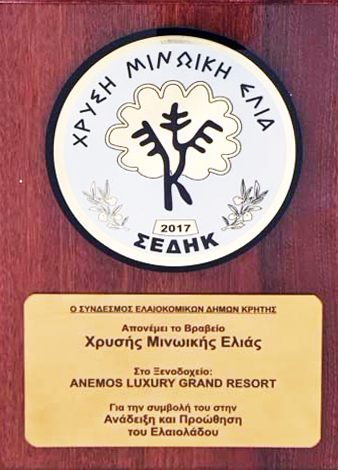 ΧΡΥΣΗ ΜΙΝΩΙΚΗ ΕΛΙΑ
2017
ΣΕΔΗΚ
Ο ΣΥΝΔΕΣΜΟΣ ΕΛΑΙΟΚΟΜΙΚΩΝ ΔΗΜΩΝ ΚΡΗΤΗΣ
Απονέμει το Βραβείο
Χρυσής Μινωικής Ελιάς
Στο Ξενοδοχείο:
ANEMOS LUXURY GRAND RESORT
Για την συμβολή του στην
Ανάδειξη και Προώθηση
του Ελαιολάδου